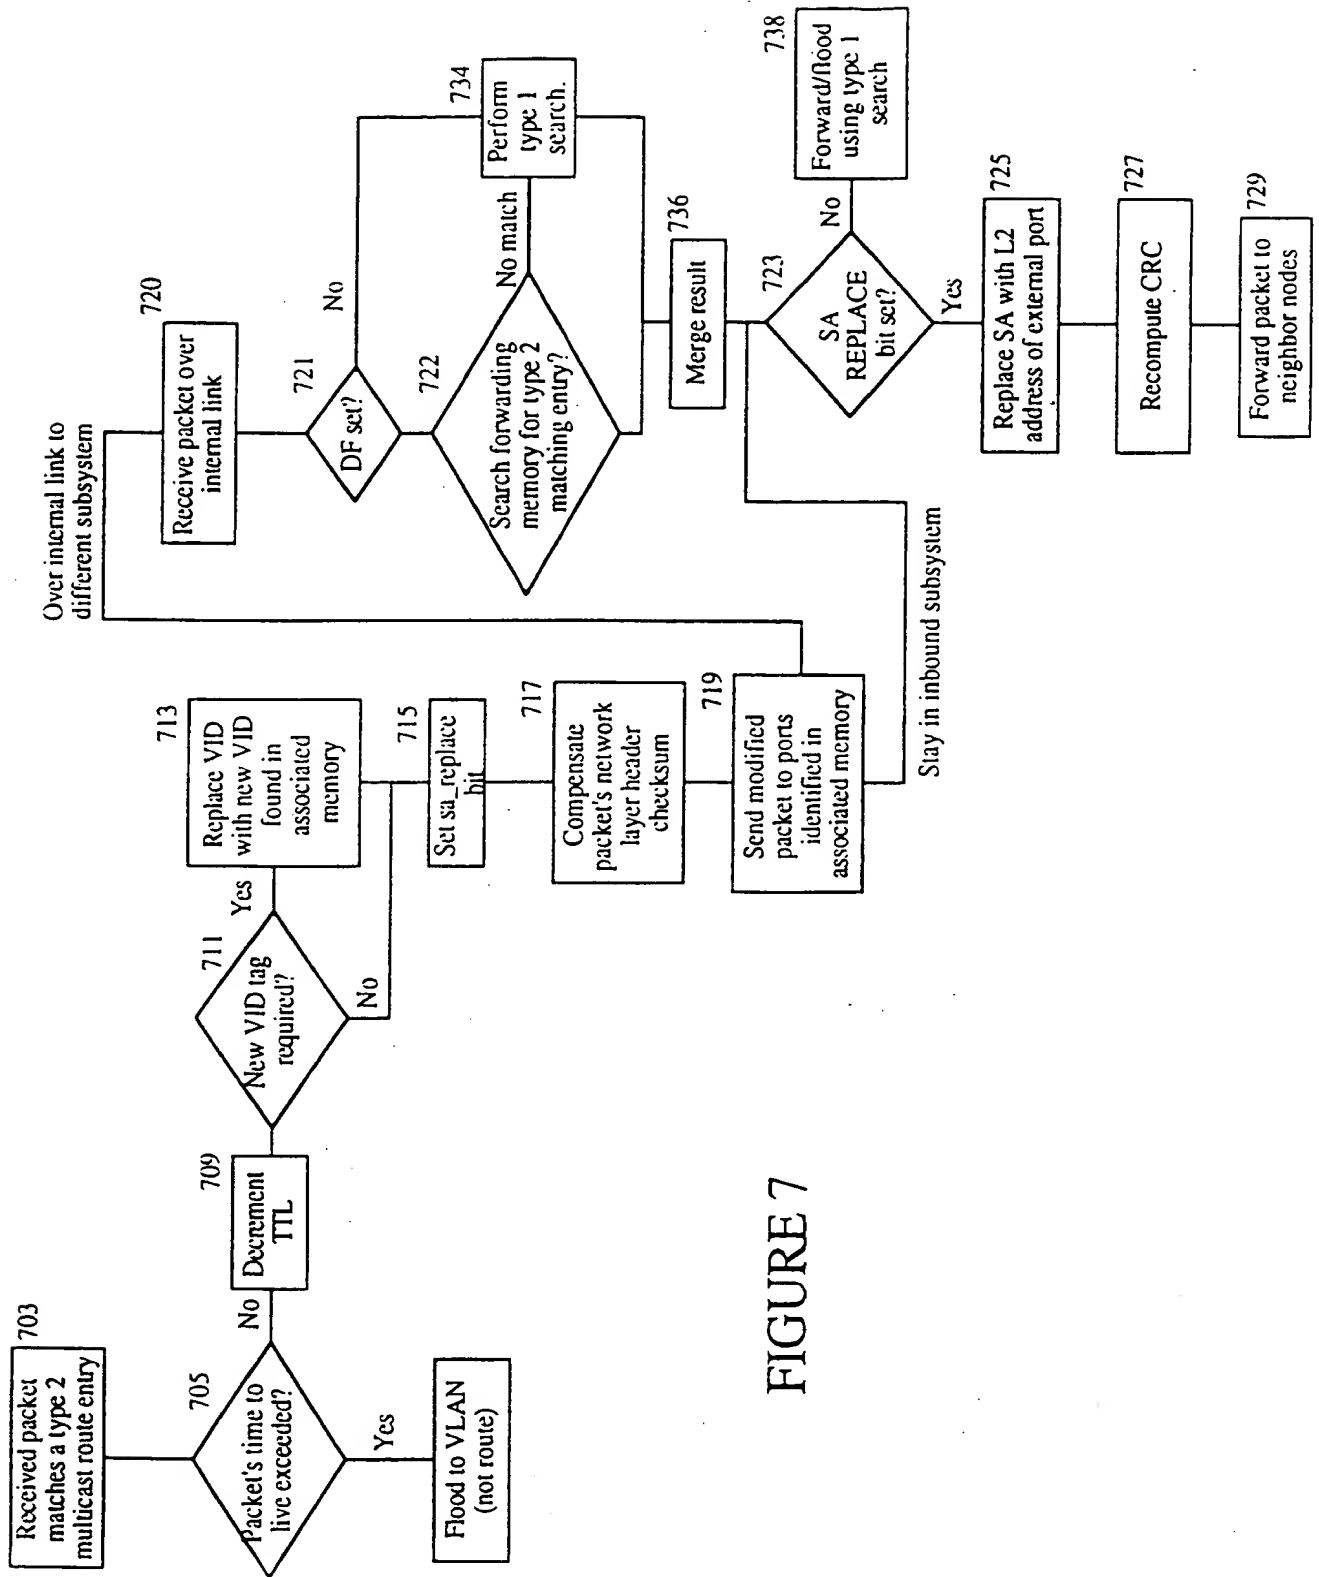 703
Received packet
matches a type 2
multicast route entry
705
Packet's time to
live exceeded?
Yes
Flood to VLAN
(not route)
No
709
Decrement
TTL
711
New VID tag
required?
Yes
No
713
Replace VID
with new VID
found in
associated
memory
715
Set sa_replace
bit
717
Compensate
packet's network
layer header
checksum
719
Send modified
packet to ports
identified in
associated memory
Over internal link to
different subsystem
Stay in inbound subsystem
720
Receive packet over
internal link
721
DF set?
No
722
Search forwarding
memory for type 2
matching entry?
No match
734
Perform
type 1
search.
736
Merge result
723
SA
REPLACE
bit set?
No
738
Forward/flood
using type 1
search
Yes
725
Replace SA with L2
address of external port
727
Recompute CRC
729
Forward packet to
neighbor nodes
FIGURE 7